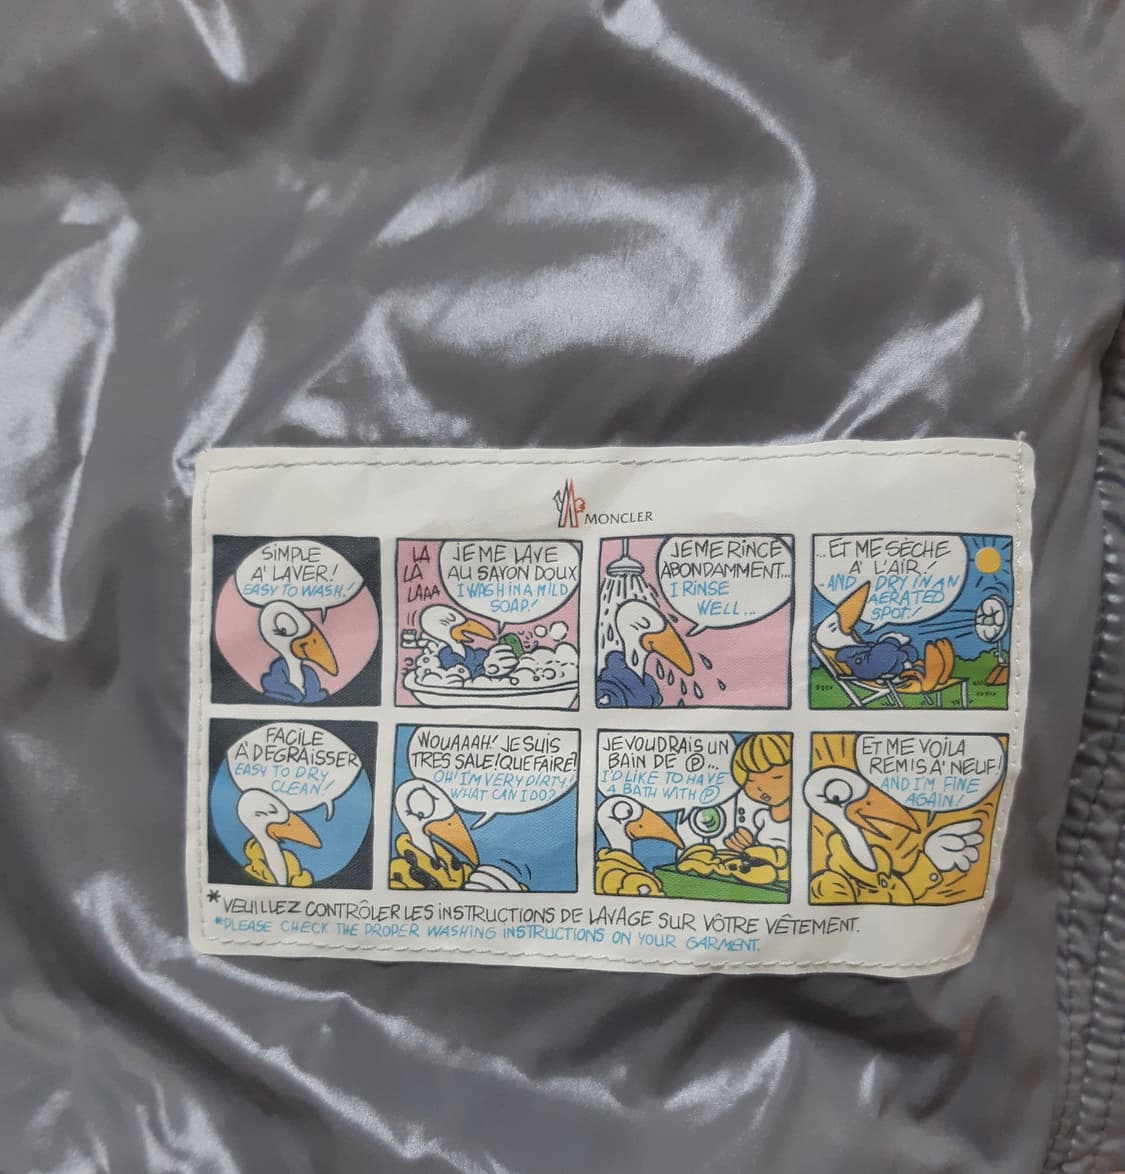 MONCLER
SIMPLE
A' LAVER!
EASY TO WASH!
LA
LÀ
LAAA
JE ME LAVE
AU SAVON DOUX
I WASH IN A MILD
SOAP!
JE ME RINCE
ABONDAMMENT...
I RINSE
WELL...
...ET ME SÈCHE
A' L'AIR!
...AND DRY IN AN
AERATED
SPOT!
FACILE
A' DEGRAISSER
EASY TO DRY
CLEAN!
WOUAAAH! JE SUIS
TRES SALE! QUE FAIRE?
OH! I'M VERY DIRTY!
WHAT CAN I DO?
JE VOUDRAIS UN
BAIN DE Ⓟ...
I'D LIKE TO HAVE
A BATH WITH Ⓟ
ET ME VOILA
REMIS A' NEUF!
AND I'M FINE
AGAIN!
*VEUILLEZ CONTRÔLER LES INSTRUCTIONS DE LAVAGE SUR VÔTRE VÊTEMENT.
*PLEASE CHECK THE PROPER WASHING INSTRUCTIONS ON YOUR GARMENT.